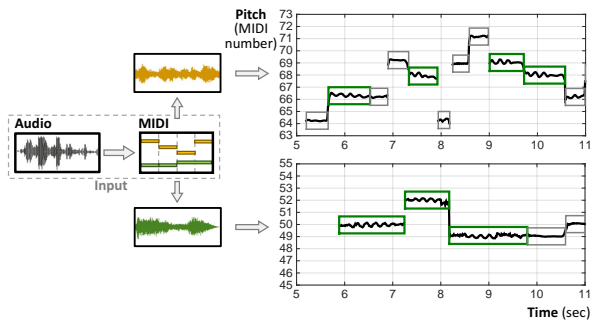 Pitch
(MIDI
number)
73
72
71
70
69
68
67
66
65
64
63
5 6 7 8 9 10 11
Audio MIDI
Input
55
54
53
52
51
50
49
48
47
46
45
5 6 7 8 9 10 11
Time (sec)